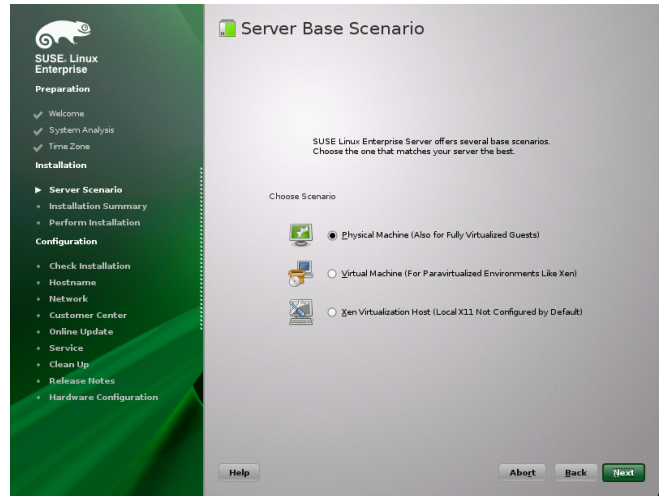 SUSE. Linux
Enterprise
Preparation
Welcome
System Analysis
Time Zone
Installation
Server Scenario
Installation Summary
Perform Installation
Configuration
Check Installation
Hostname
Network
Customer Center
Online Update
Service
Clean Up
Release Notes
Hardware Configuration
Server Base Scenario
SUSE Linux Enterprise Server offers several base scenarios.
Choose the one that matches your server the best.
Choose Scenario
Physical Machine (Also for Fully Virtualized Guests)
Virtual Machine (For Paravirtualized Environments Like Xen)
Xen Virtualization Host (Local X11 Not Configured by Default)
Help
Abort
Back
Next